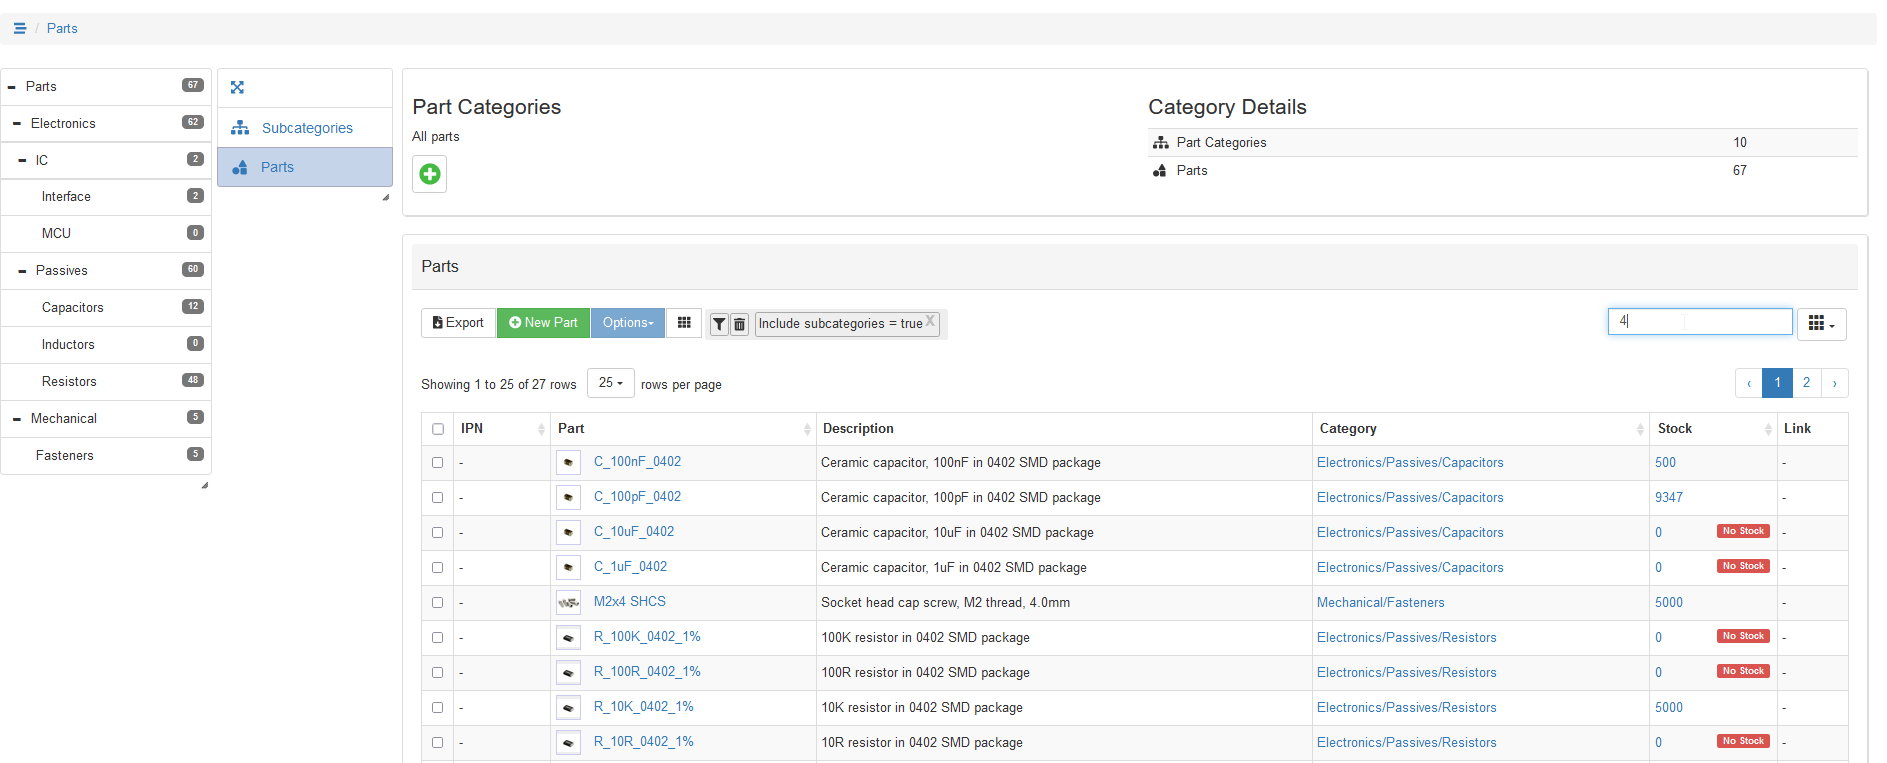 / Parts
Parts 67
Electronics 62
IC 2
Interface 2
MCU 0
Passives 60
Capacitors 12
Inductors 0
Resistors 48
Mechanical 5
Fasteners 5
Subcategories
Parts
Part Categories
All parts
Category Details
Part Categories 10
Parts 67
Parts
Export New Part Options Include subcategories = true X 4
Showing 1 to 25 of 27 rows 25 rows per page ‹ 1 2 ›
IPN Part Description Category Stock Link
- C_100nF_0402 Ceramic capacitor, 100nF in 0402 SMD package Electronics/Passives/Capacitors 500 -
- C_100pF_0402 Ceramic capacitor, 100pF in 0402 SMD package Electronics/Passives/Capacitors 9347 -
- C_10uF_0402 Ceramic capacitor, 10uF in 0402 SMD package Electronics/Passives/Capacitors 0 No Stock -
- C_1uF_0402 Ceramic capacitor, 1uF in 0402 SMD package Electronics/Passives/Capacitors 0 No Stock -
- M2x4 SHCS Socket head cap screw, M2 thread, 4.0mm Mechanical/Fasteners 5000 -
- R_100K_0402_1% 100K resistor in 0402 SMD package Electronics/Passives/Resistors 0 No Stock -
- R_100R_0402_1% 100R resistor in 0402 SMD package Electronics/Passives/Resistors 0 No Stock -
- R_10K_0402_1% 10K resistor in 0402 SMD package Electronics/Passives/Resistors 5000 -
- R_10R_0402_1% 10R resistor in 0402 SMD package Electronics/Passives/Resistors 0 No Stock -